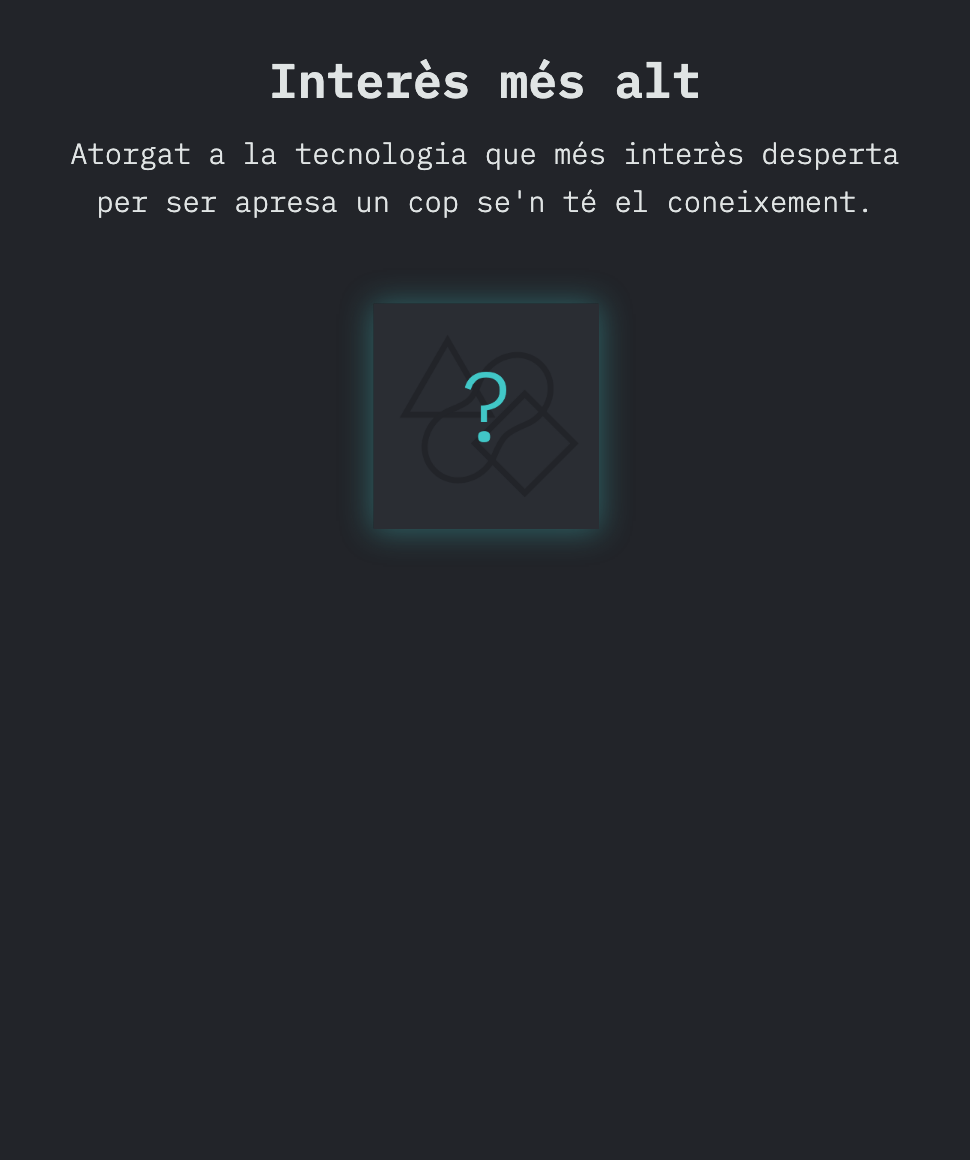 Interès més alt
Atorgat a la tecnologia que més interès desperta
per ser apresa un cop se'n té el coneixement.
?